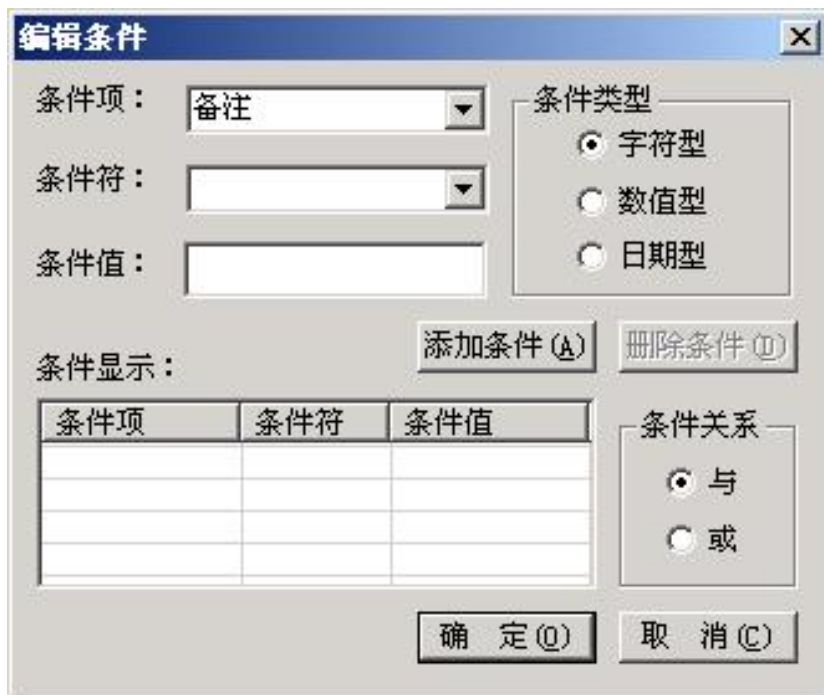 编辑条件
条件项： 备注
条件类型
字符型
条件符：
数值型
条件值：
日期型
添加条件(A) 删除条件(D)
条件显示：
条件项 条件符 条件值
条件关系
与
或
确 定(O) 取 消(C)